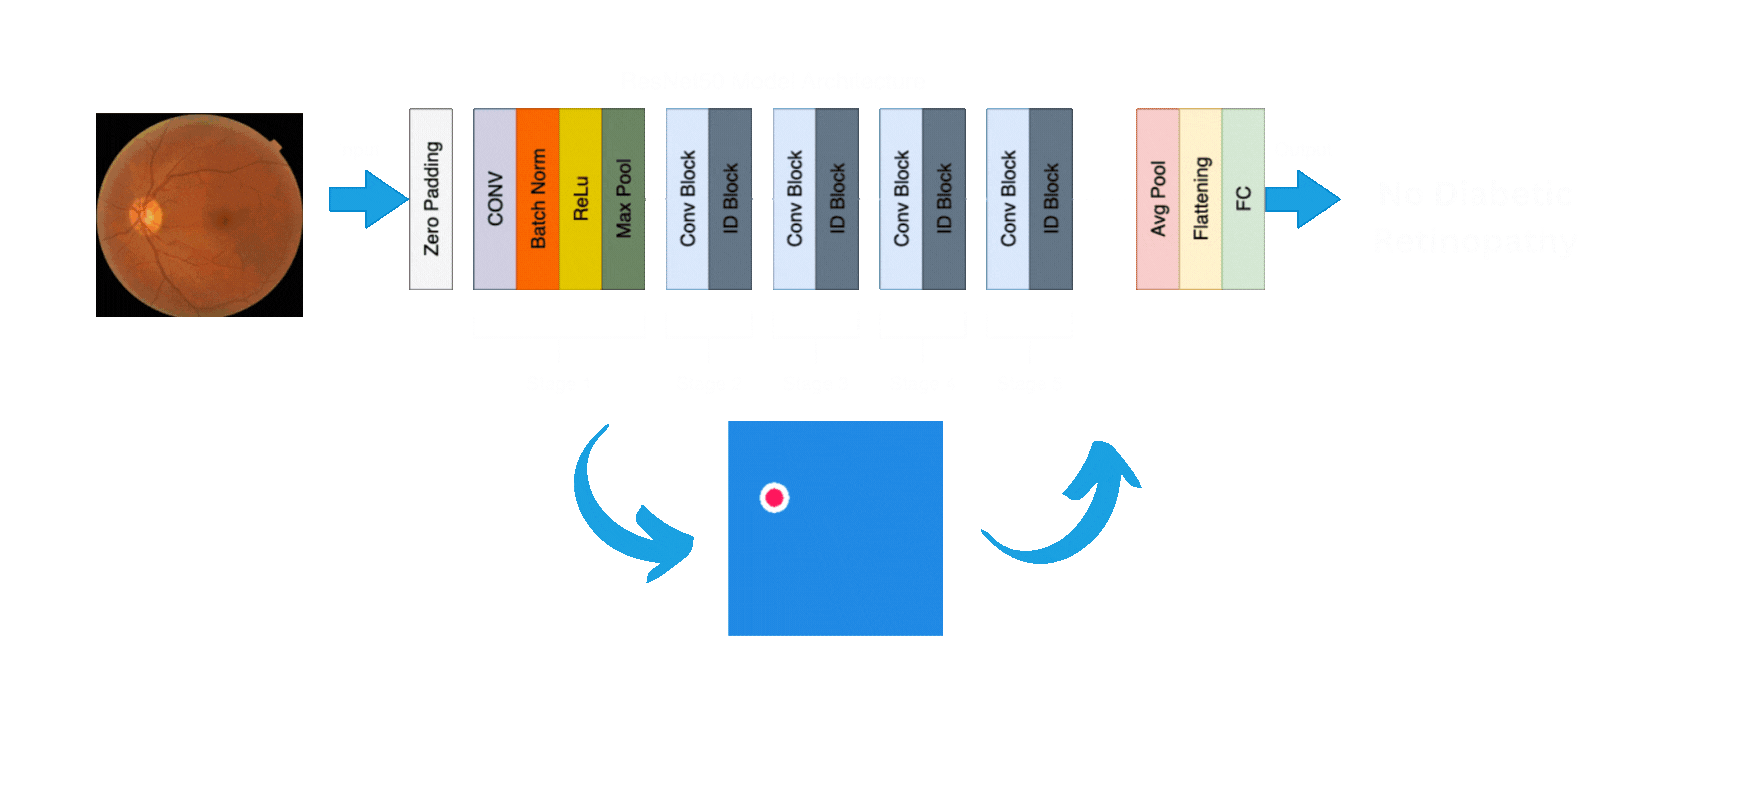 Zero Padding
CONV
Batch Norm
ReLu
Max Pool
Conv Block
ID Block
Conv Block
ID Block
Conv Block
ID Block
Conv Block
ID Block
Avg Pool
Flattening
FC
No Diabetic
Retinopathy